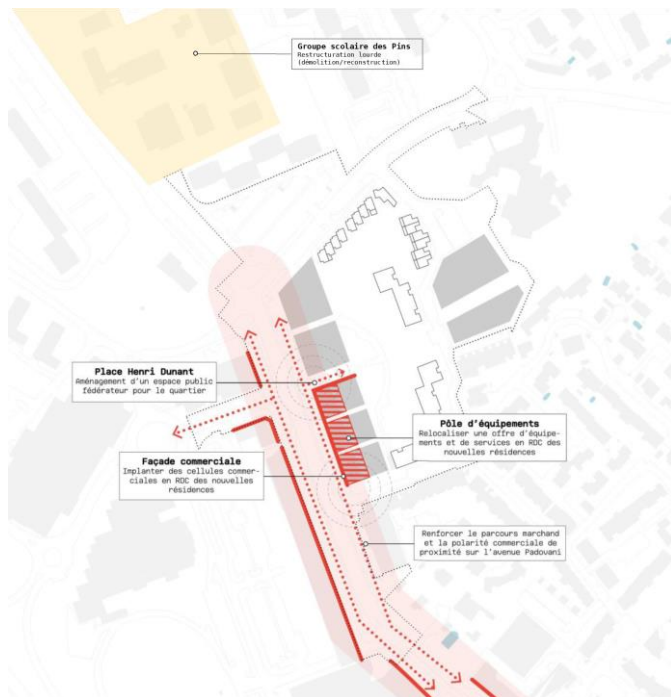 Groupe scolaire des Pins
Restructuration lourde
(démolition/reconstruction)
Place Henri Dunant
Aménagement d'un espace public
fédérateur pour le quartier
Pôle d'équipements
Relocaliser une offre d'équipe-
ments et de services en RDC des
nouvelles résidences
Façade commerciale
Implanter des cellules commer-
ciales en RDC des nouvelles
résidences
Renforcer le parcours marchand
et la polarité commerciale de
proximité sur l'avenue Padovani